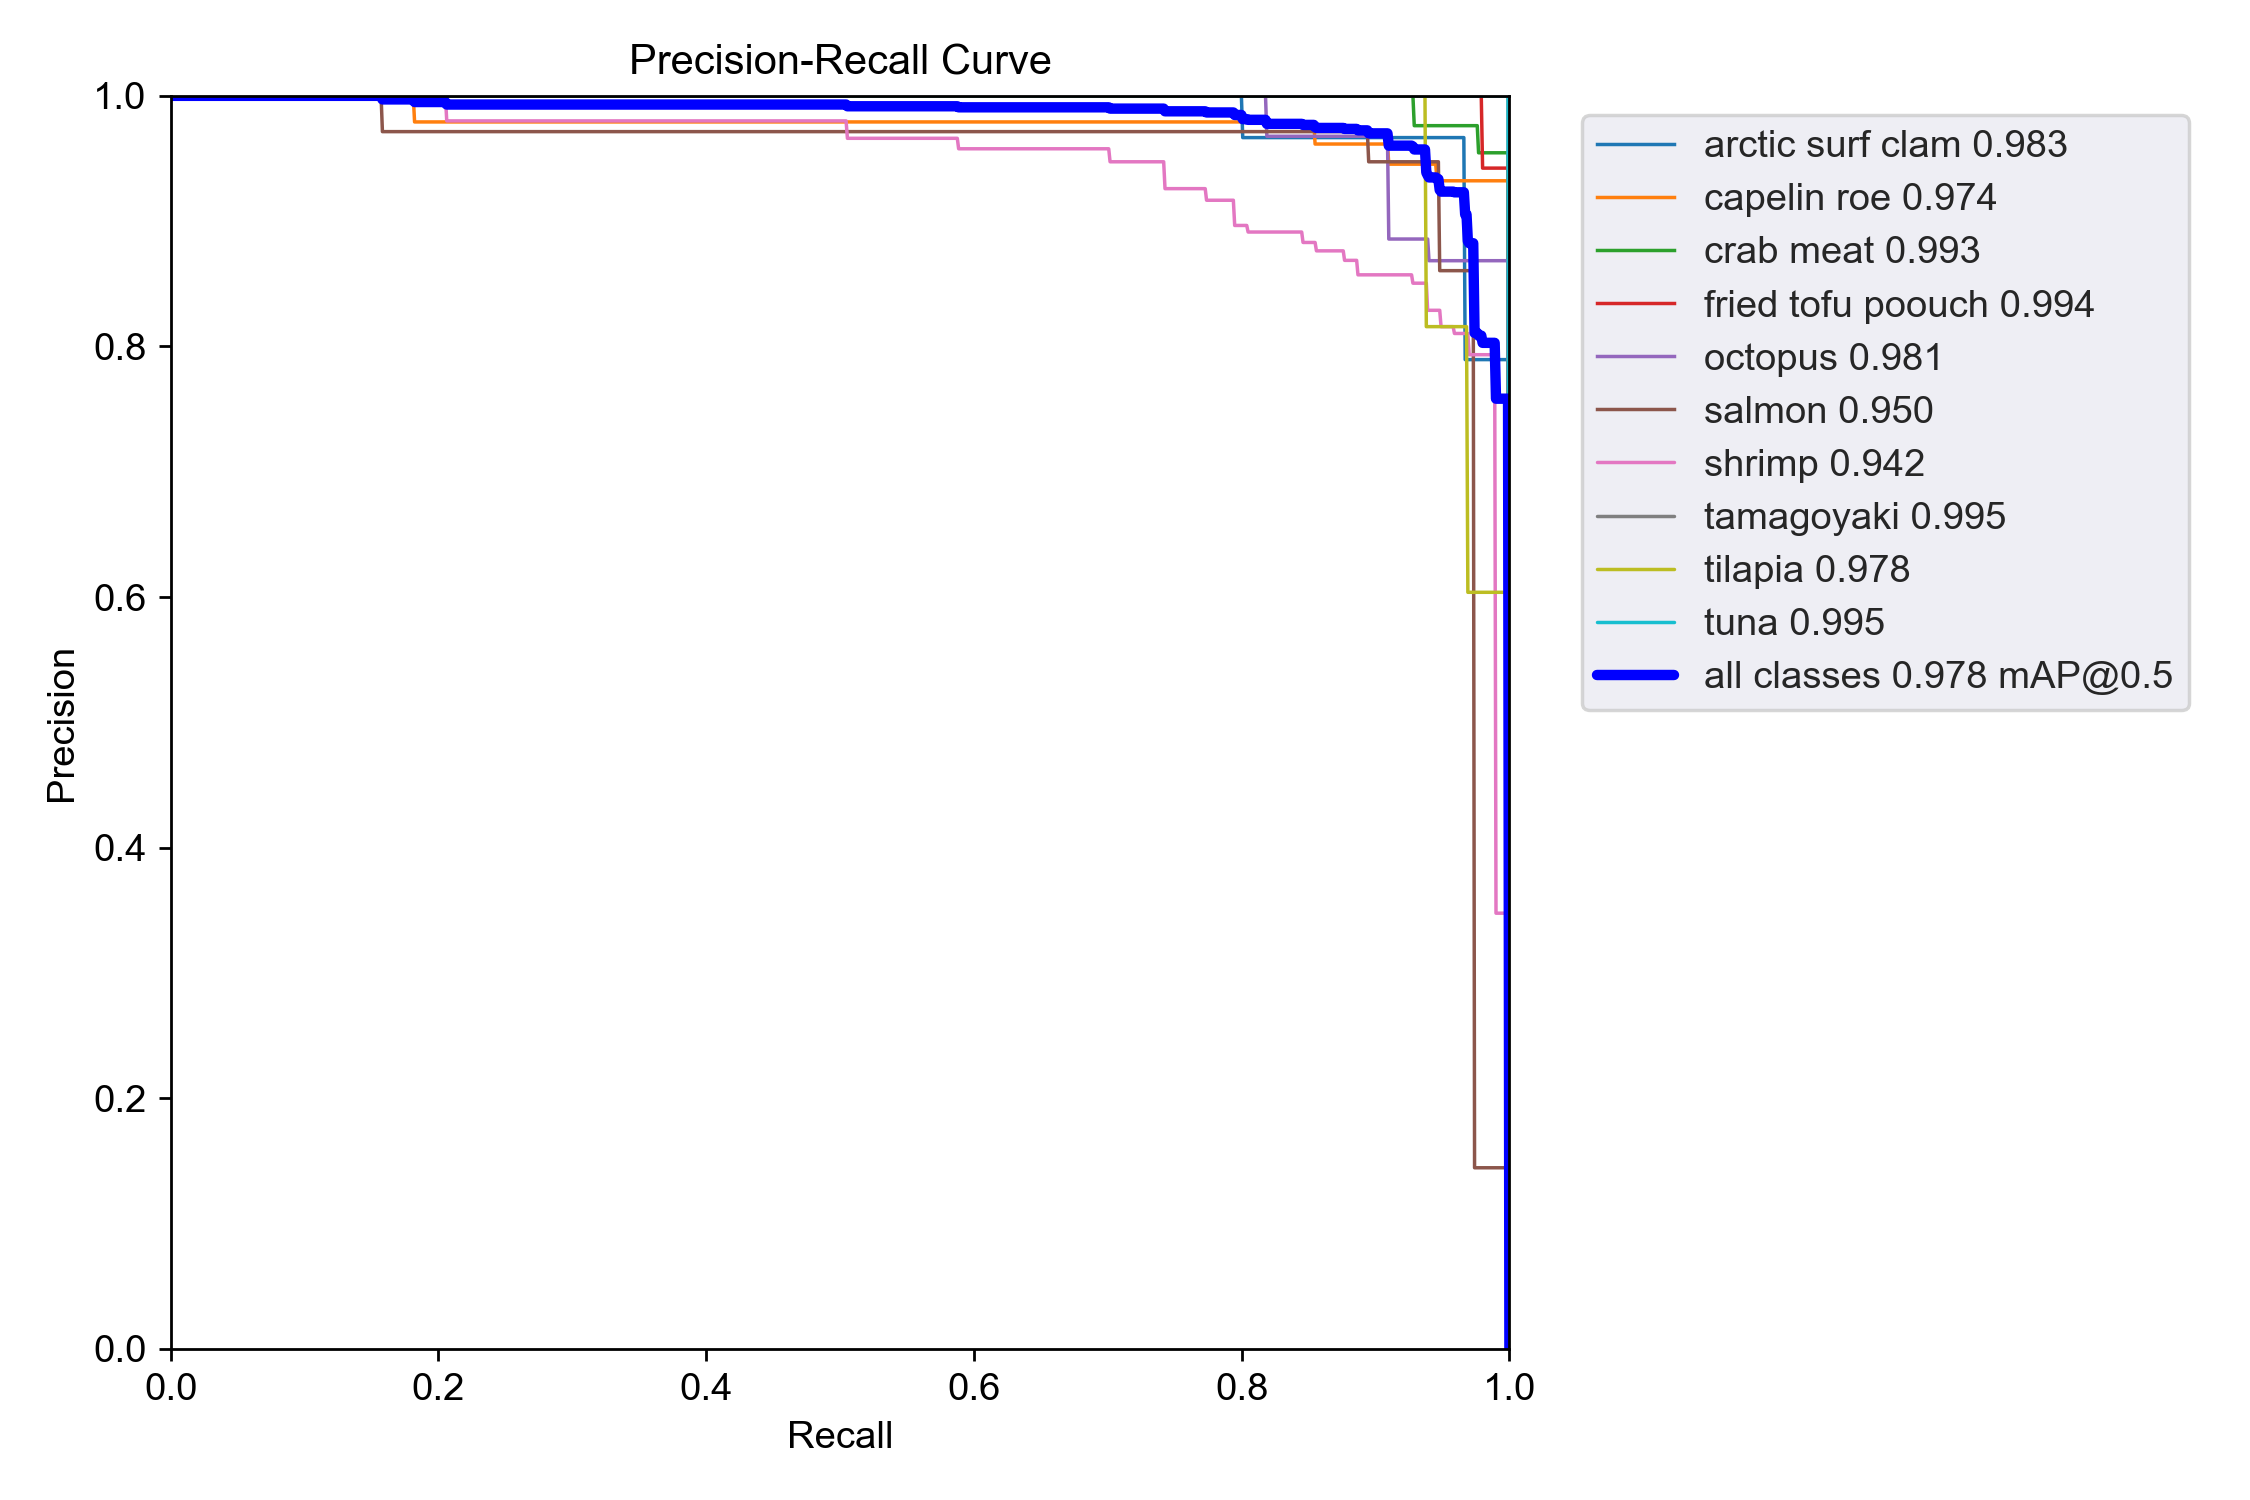 Precision-Recall Curve
1.0
0.8
0.6
0.4
0.2
0.0
Precision
0.0 0.2 0.4 0.6 0.8 1.0
Recall
arctic surf clam 0.983
capelin roe 0.974
crab meat 0.993
fried tofu poouch 0.994
octopus 0.981
salmon 0.950
shrimp 0.942
tamagoyaki 0.995
tilapia 0.978
tuna 0.995
all classes 0.978 mAP@0.5